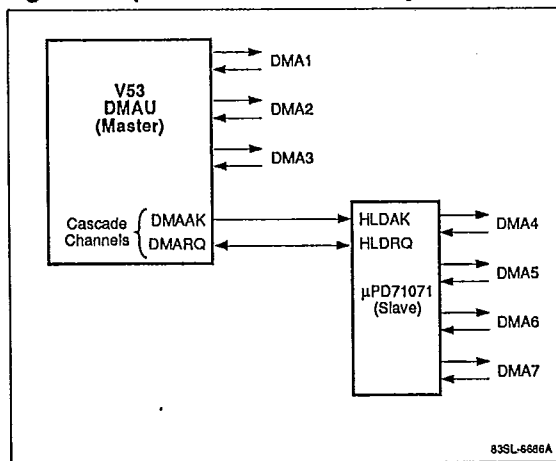 V53
DMAU
(Master)
DMA1
DMA2
DMA3
Cascade
Channels
DMAAK
DMARQ
HLDAK
HLDRQ
µPD71071
(Slave)
DMA4
DMA5
DMA6
DMA7
83SL-6686A